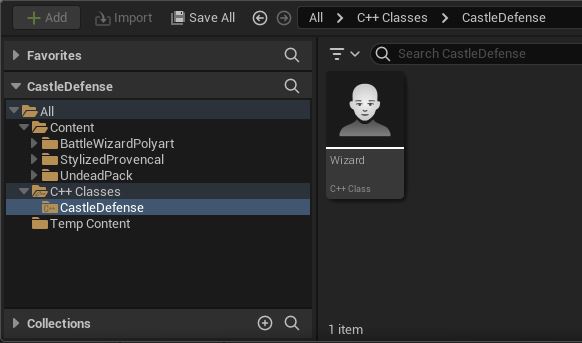 Add Import Save All All C++ Classes CastleDefense
Favorites
Search CastleDefense
CastleDefense
All
Content
BattleWizardPolyart
StylizedProvencal
UndeadPack
C++ Classes
CastleDefense
Temp Content
Wizard
C++ Class
Collections
1 item